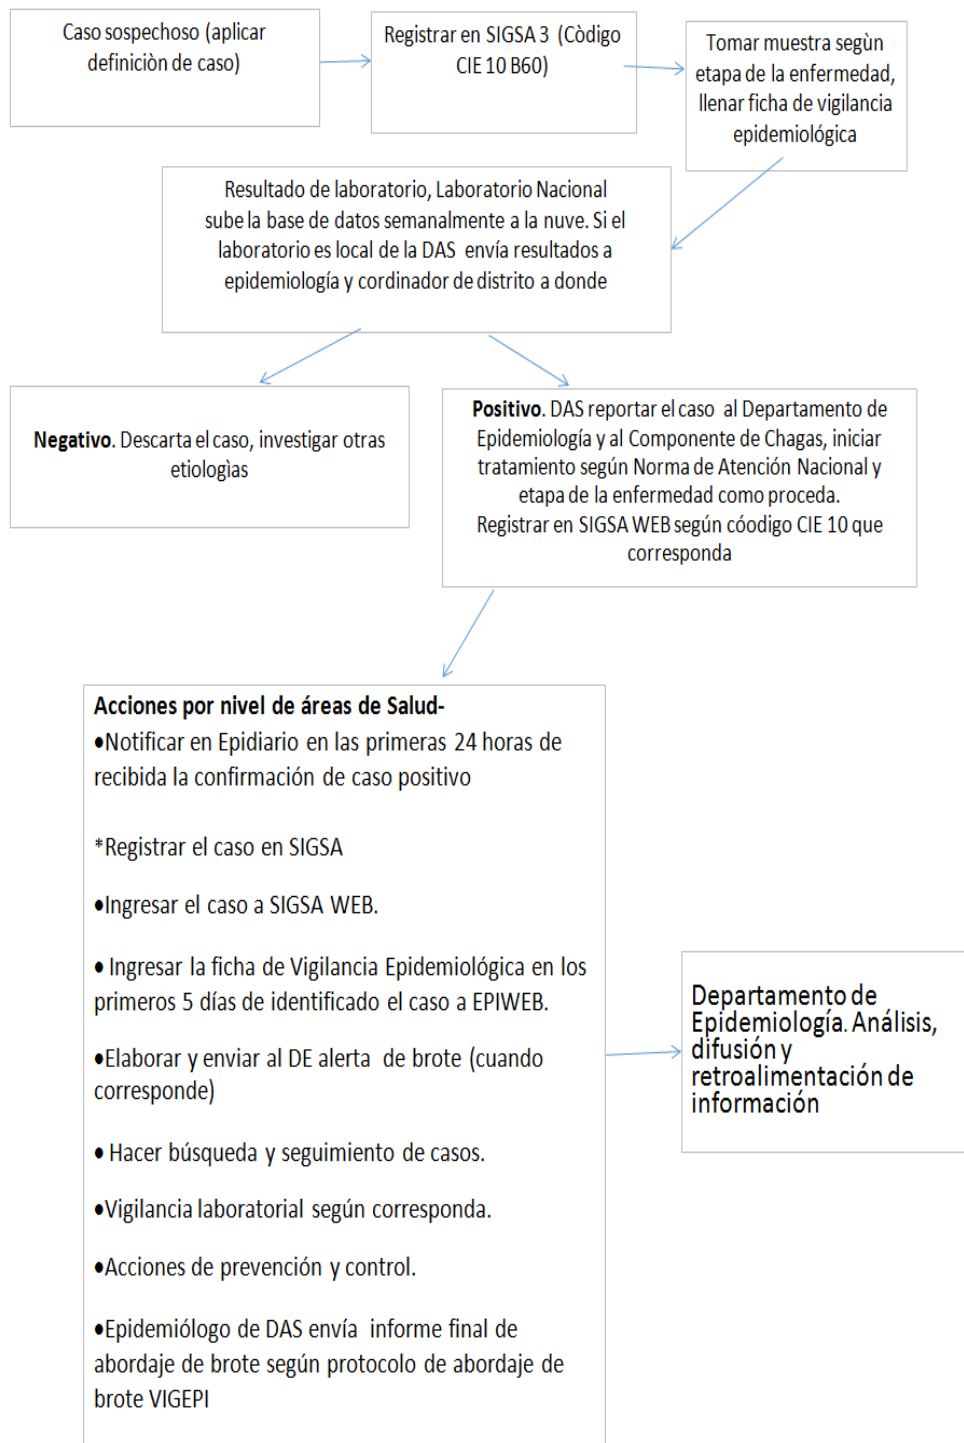 Caso sospechoso (aplicar
definiciòn de caso)
Registrar en SIGSA 3 (Còdigo
CIE 10 B60)
Tomar muestra segùn
etapa de la enfermedad,
llenar ficha de vigilancia
epidemiológica
Resultado de laboratorio, Laboratorio Nacional
sube la base de datos semanalmente a la nuve. Si el
laboratorio es local de la DAS envía resultados a
epidemiología y cordinador de distrito a donde
Negativo. Descarta el caso, investigar otras
etiologìas
Positivo. DAS reportar el caso al Departamento de
Epidemiología y al Componente de Chagas, iniciar
tratamiento según Norma de Atención Nacional y
etapa de la enfermedad como proceda.
Registrar en SIGSA WEB según cóodigo CIE 10 que
corresponda
Acciones por nivel de áreas de Salud-
•Notificar en Epidiario en las primeras 24 horas de
recibida la confirmación de caso positivo
*Registrar el caso en SIGSA
•Ingresar el caso a SIGSA WEB.
• Ingresar la ficha de Vigilancia Epidemiológica en los
primeros 5 días de identificado el caso a EPIWEB.
•Elaborar y enviar al DE alerta de brote (cuando
corresponde)
• Hacer búsqueda y seguimiento de casos.
•Vigilancia laboratorial según corresponda.
•Acciones de prevención y control.
•Epidemiólogo de DAS envía informe final de
abordaje de brote según protocolo de abordaje de
brote VIGEPI
Departamento de
Epidemiología. Análisis,
difusión y
retroalimentación de
información